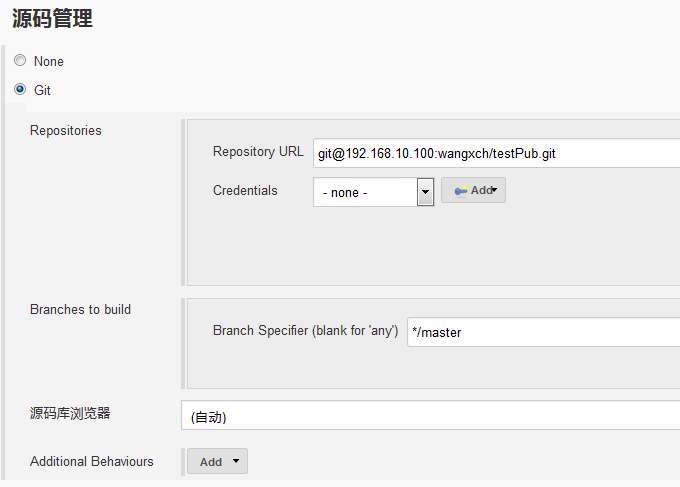 源码管理
None
Git
Repositories
Repository URL
git@192.168.10.100:wangxch/testPub.git
Credentials
- none -
Add
Branches to build
Branch Specifier (blank for 'any')
*/master
源码库浏览器
(自动)
Additional Behaviours
Add